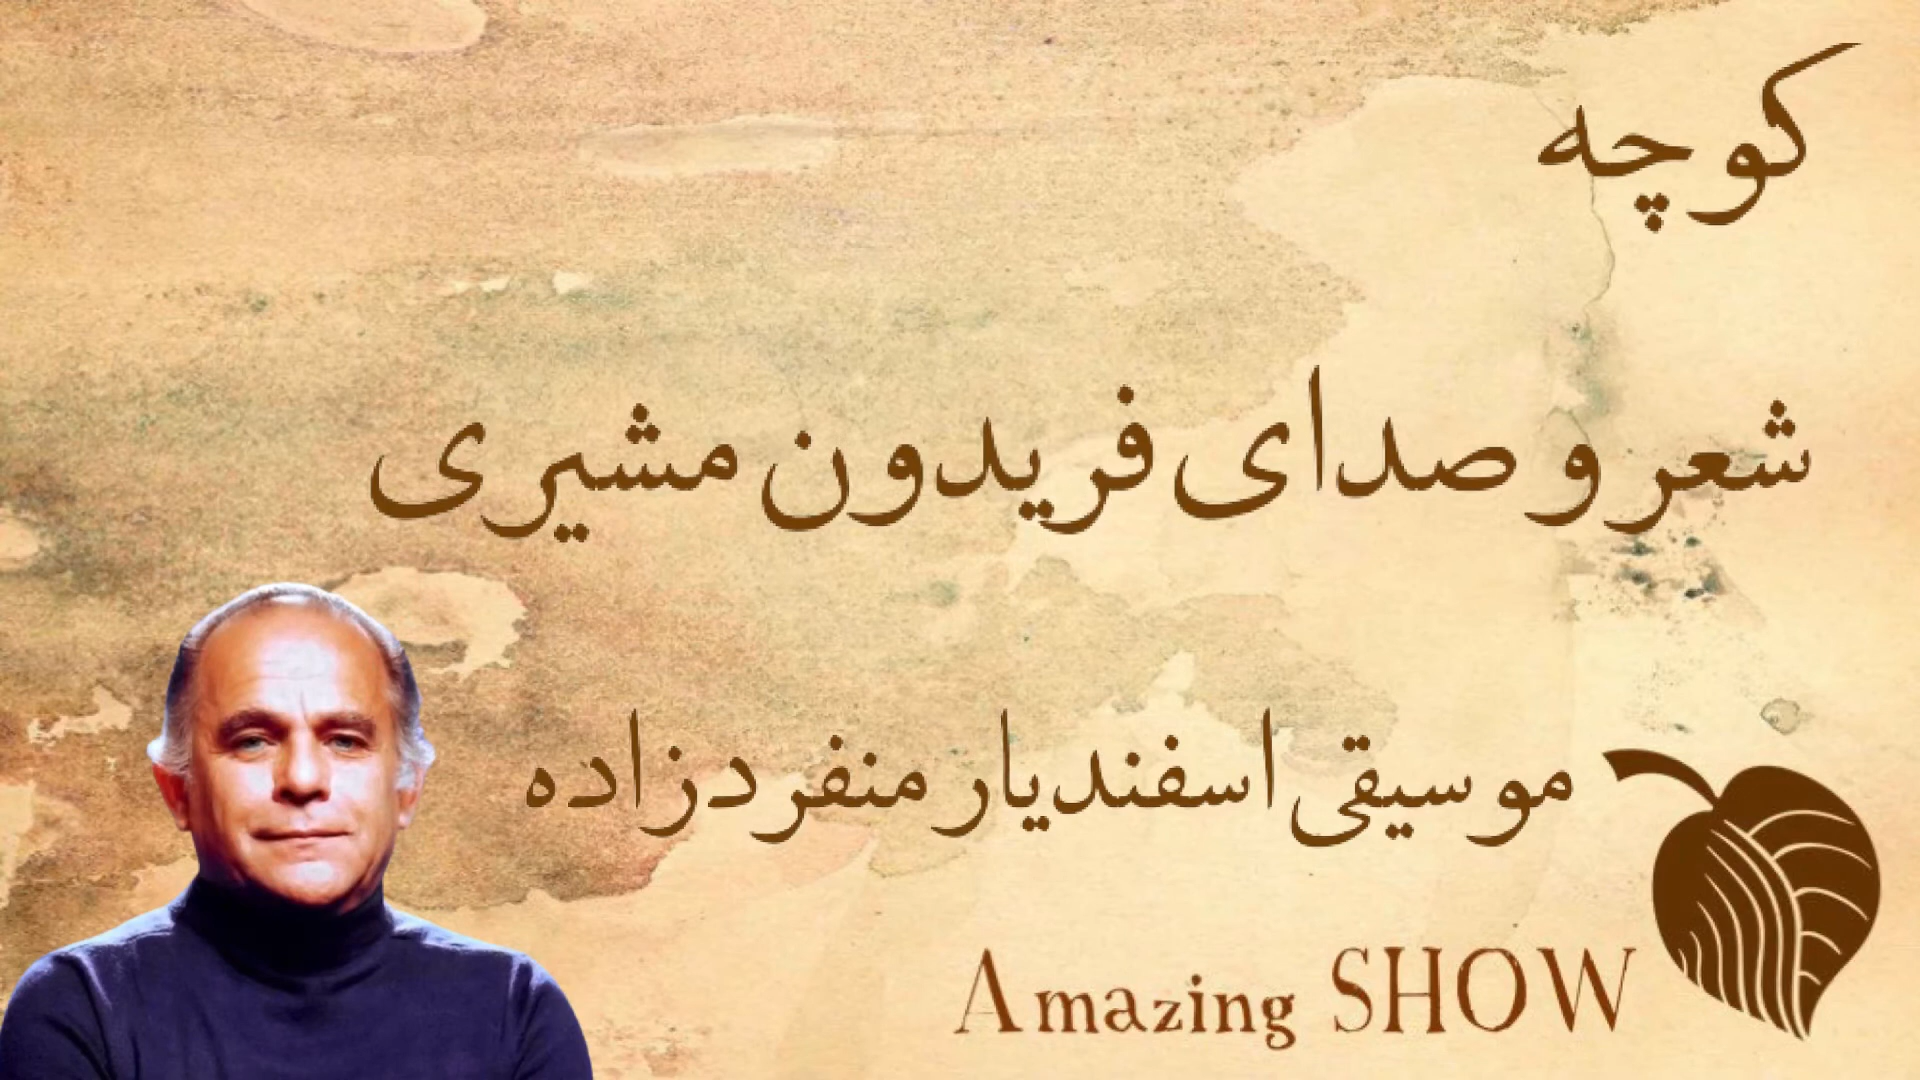 کوچه
شعر و صدای فریدون مشیری
موسیقی اسفندیار منفردزاده
Amazing SHOW